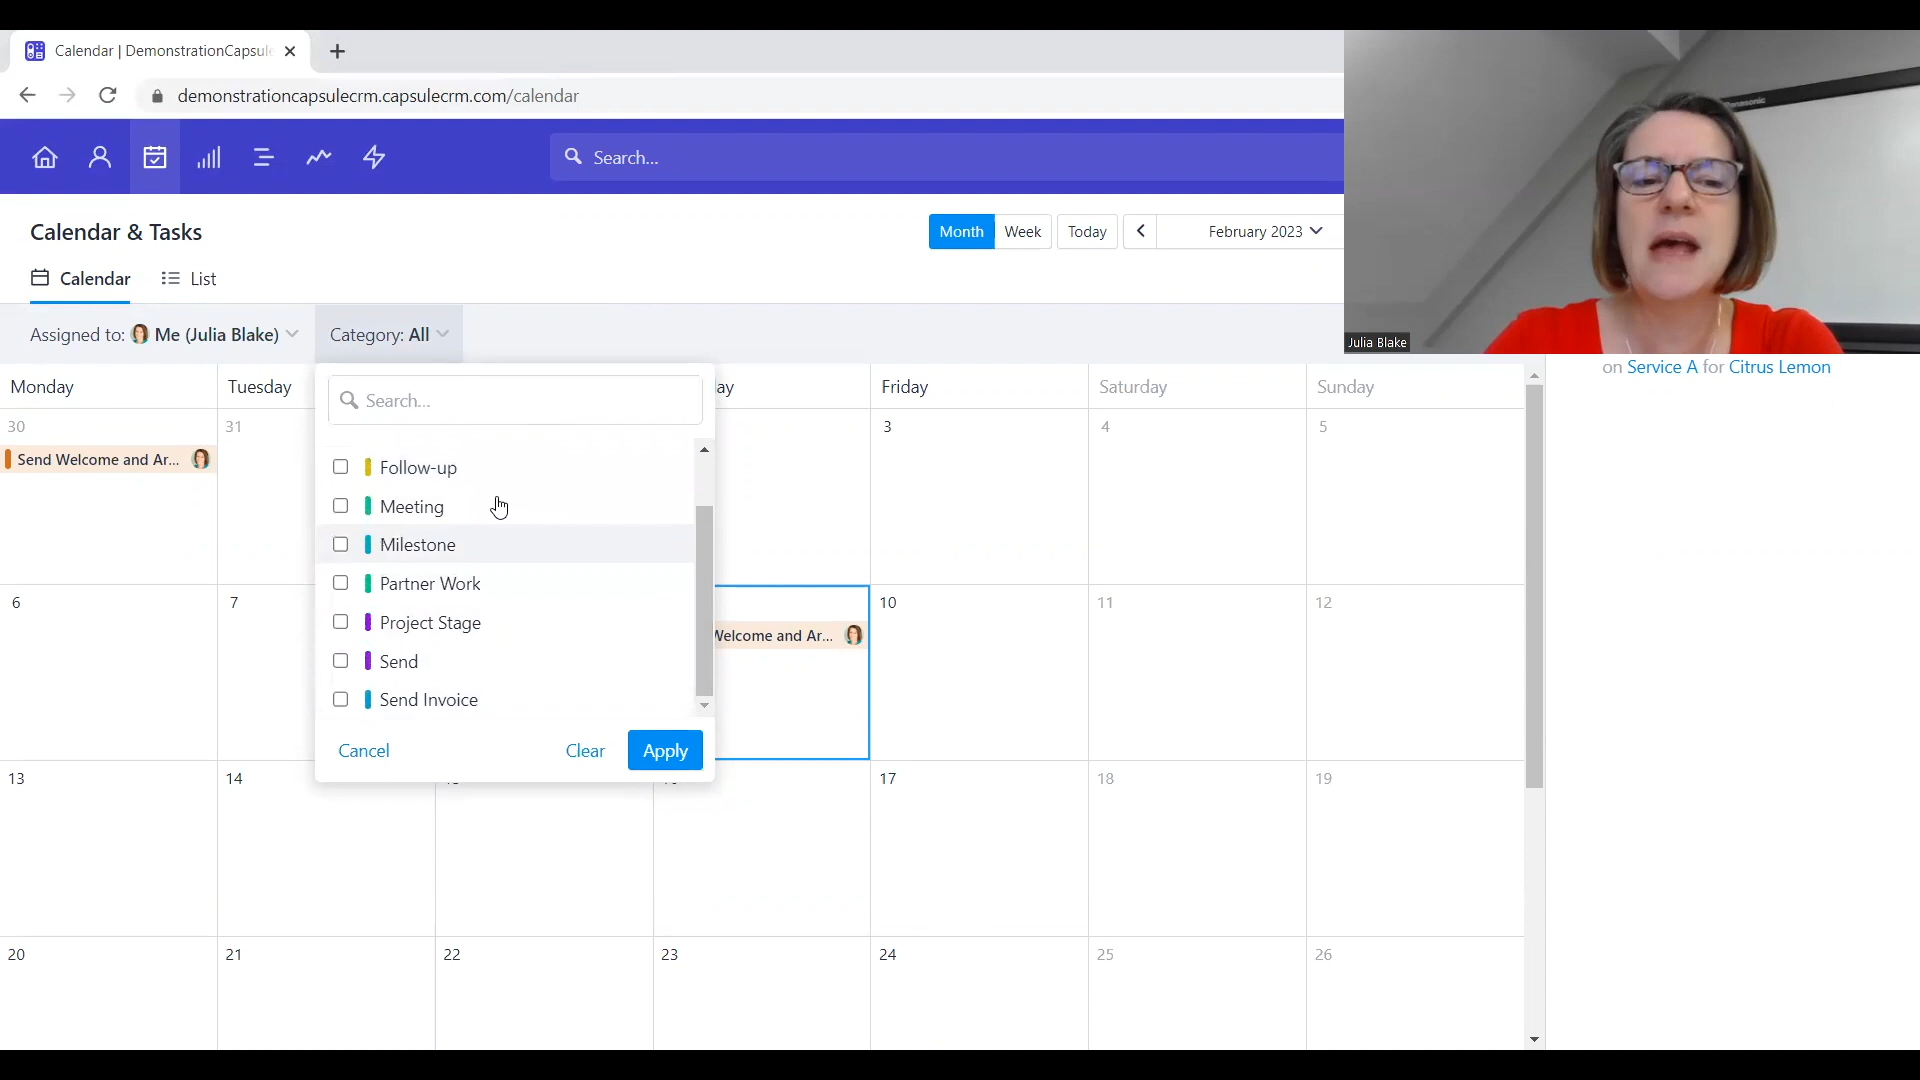 Calendar | DemonstrationCapsule
demonstrationcapsulecrm.capsulecrm.com/calendar
Search...
Panasonic
Calendar & Tasks
Month Week Today February 2023
Calendar List
Julia Blake
Assigned to: Me (Julia Blake) Category: All
on Service A for Citrus Lemon
Monday Tuesday ay Friday Saturday Sunday
Search...
30 31 3 4 5
Send Welcome and Ar...
Follow-up
Meeting
Milestone
Partner Work
Project Stage
Send
Send Invoice
6 7 10 11 12
Welcome and Ar...
Cancel Clear Apply
13 14 17 18 19
20 21 22 23 24 25 26